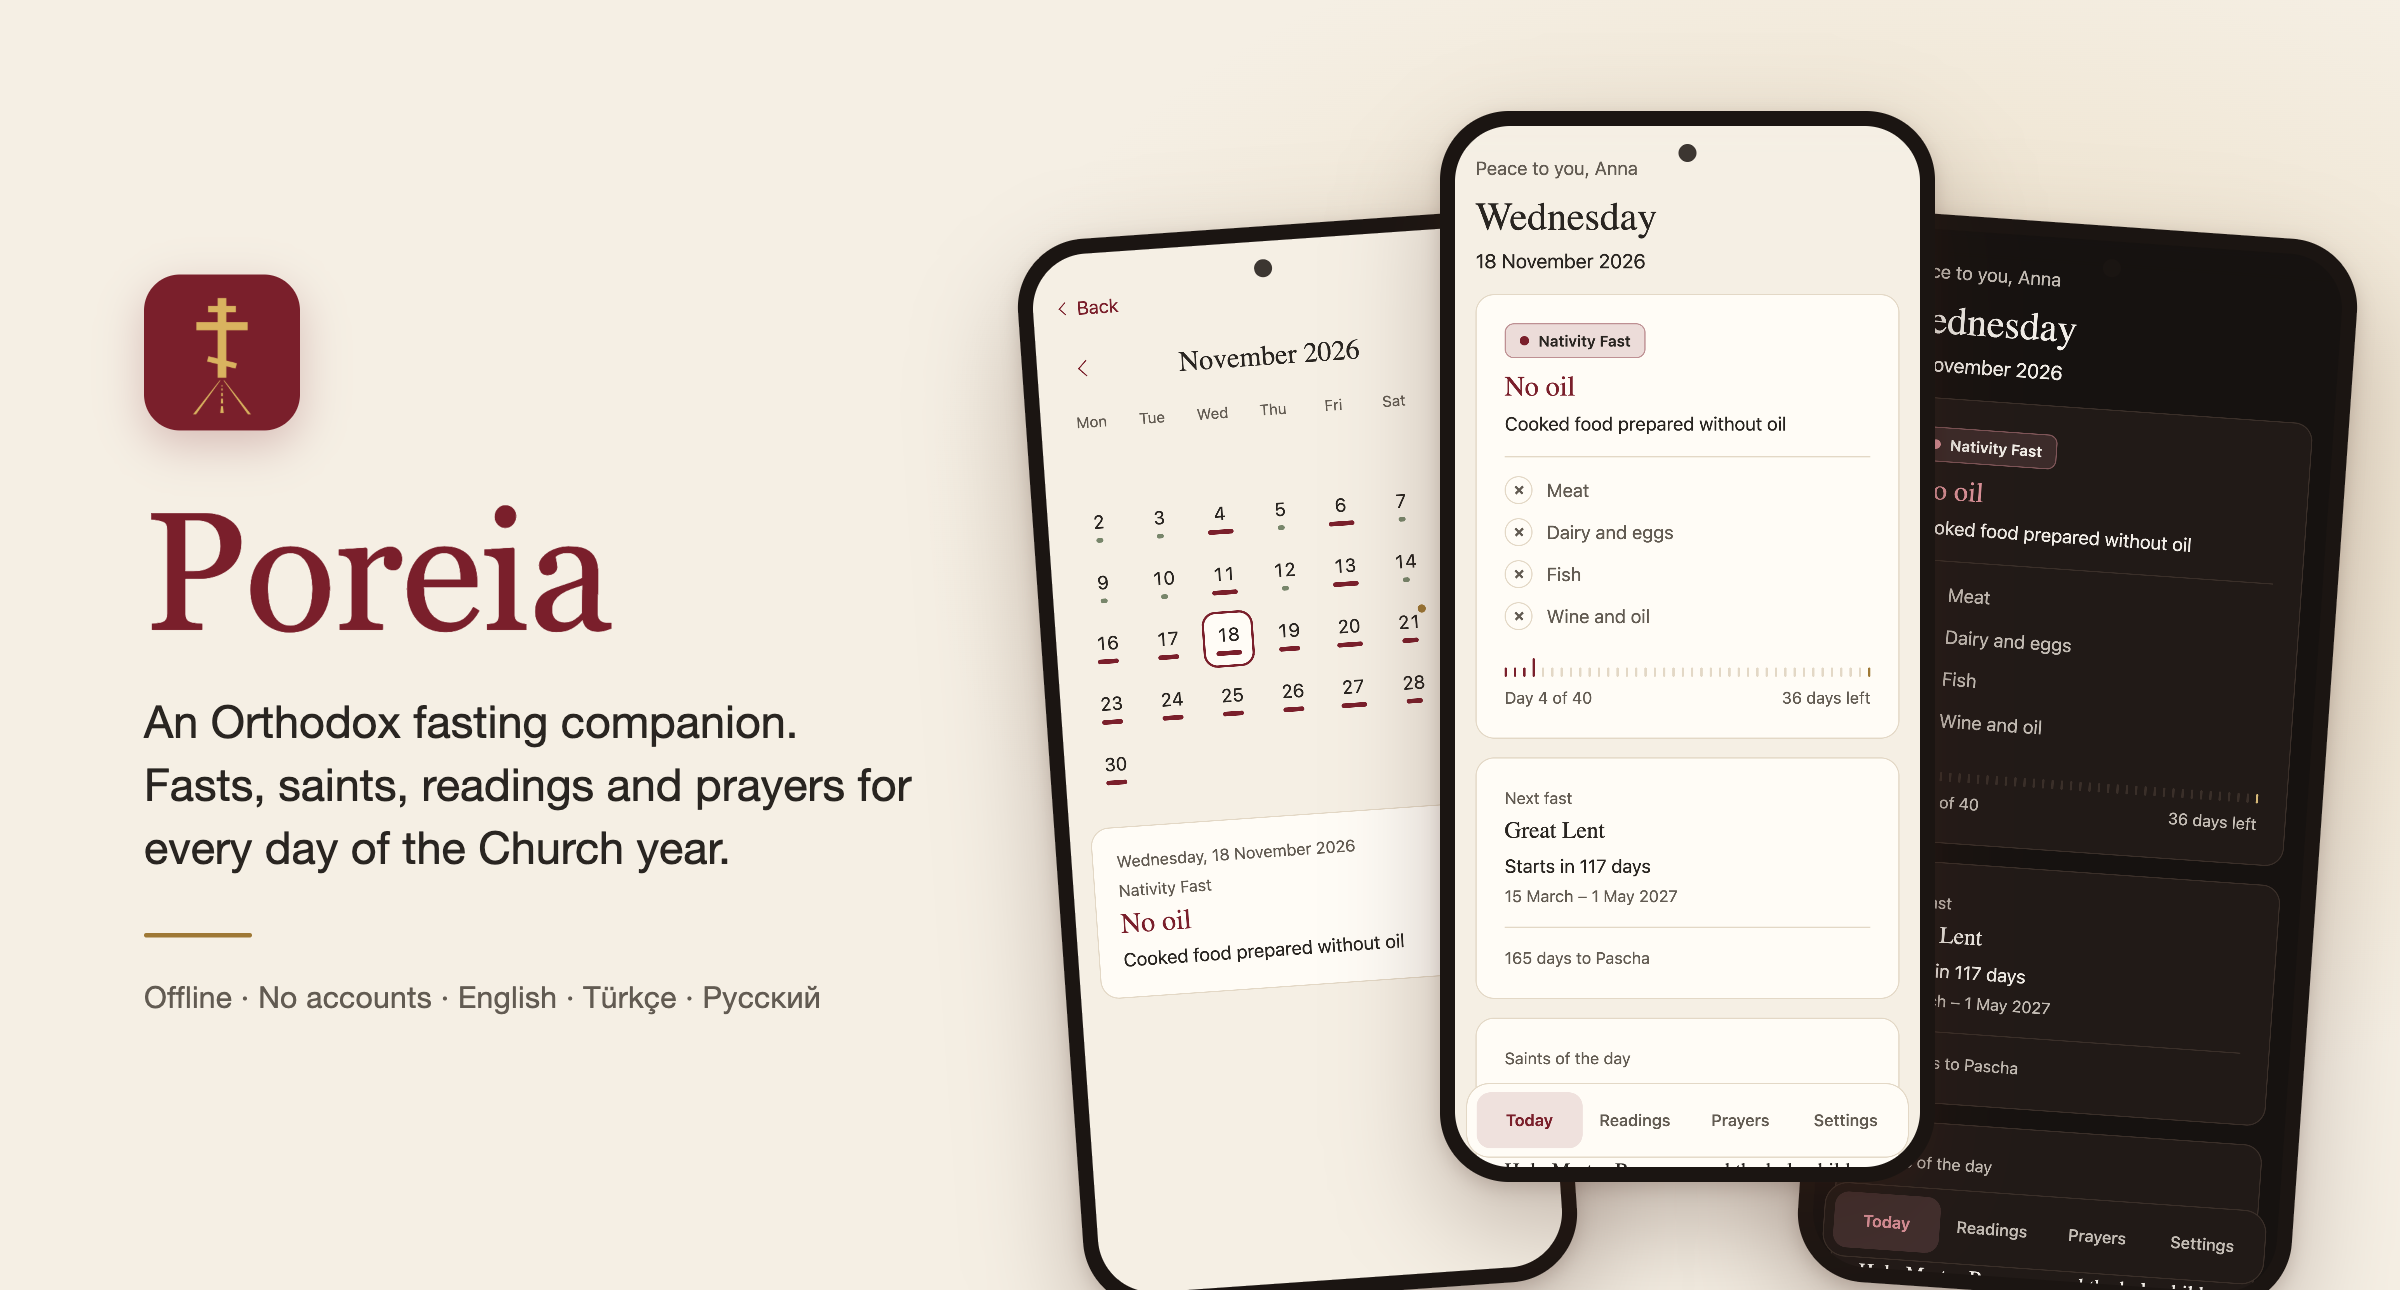 Poreia
An Orthodox fasting companion.
Fasts, saints, readings and prayers for
every day of the Church year.
Offline · No accounts · English · Türkçe · Русский
Back
November 2026
Mon Tue Wed Thu Fri Sat
2 3 4 5 6 7
9 10 11 12 13 14
16 17 18 19 20 21
23 24 25 26 27 28
30
Wednesday, 18 November 2026
Nativity Fast
No oil
Cooked food prepared without oil
Peace to you, Anna
Wednesday
18 November 2026
Nativity Fast
No oil
Cooked food prepared without oil
Meat
Dairy and eggs
Fish
Wine and oil
Day 4 of 40 36 days left
Next fast
Great Lent
Starts in 117 days
15 March – 1 May 2027
165 days to Pascha
Saints of the day
Today Readings Prayers Settings
to you, Anna
2026
Nativity Fast
oil
food prepared without oil
Meat
Dairy and eggs
Fish
Wine and oil
of 40 36 days left
Lent
in 117 days
– 1 May 2027
to Pascha
of the day
Today Readings Prayers Settings